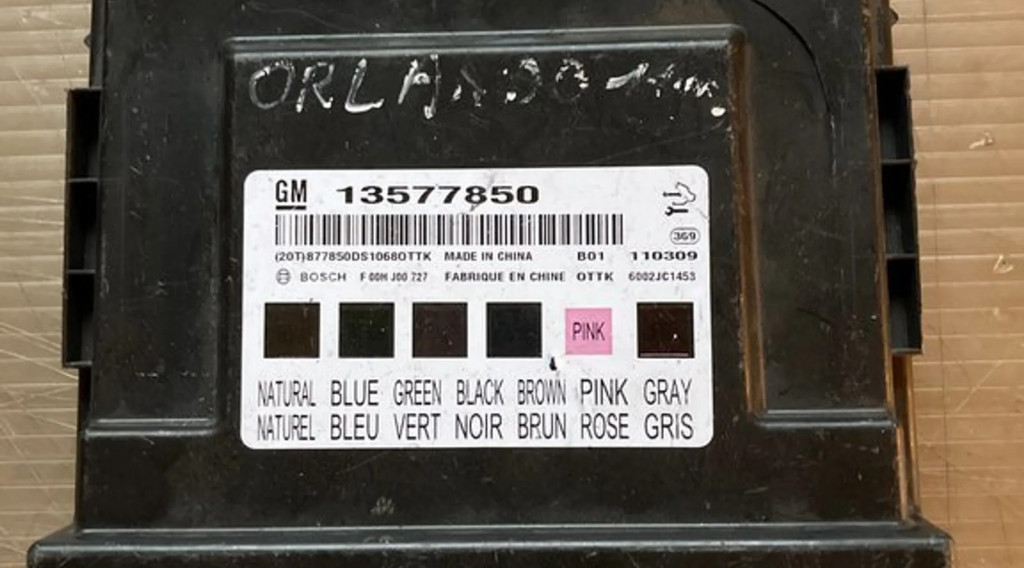 ORLANDO
GM 13577850
369
(20T)877850DS1068OTTK MADE IN CHINA B01 110309
BOSCH F 00H J00 727 FABRIQUE EN CHINE OTTK 6002JC1453
PINK
NATURAL BLUE GREEN BLACK BROWN PINK GRAY
NATUREL BLEU VERT NOIR BRUN ROSE GRIS